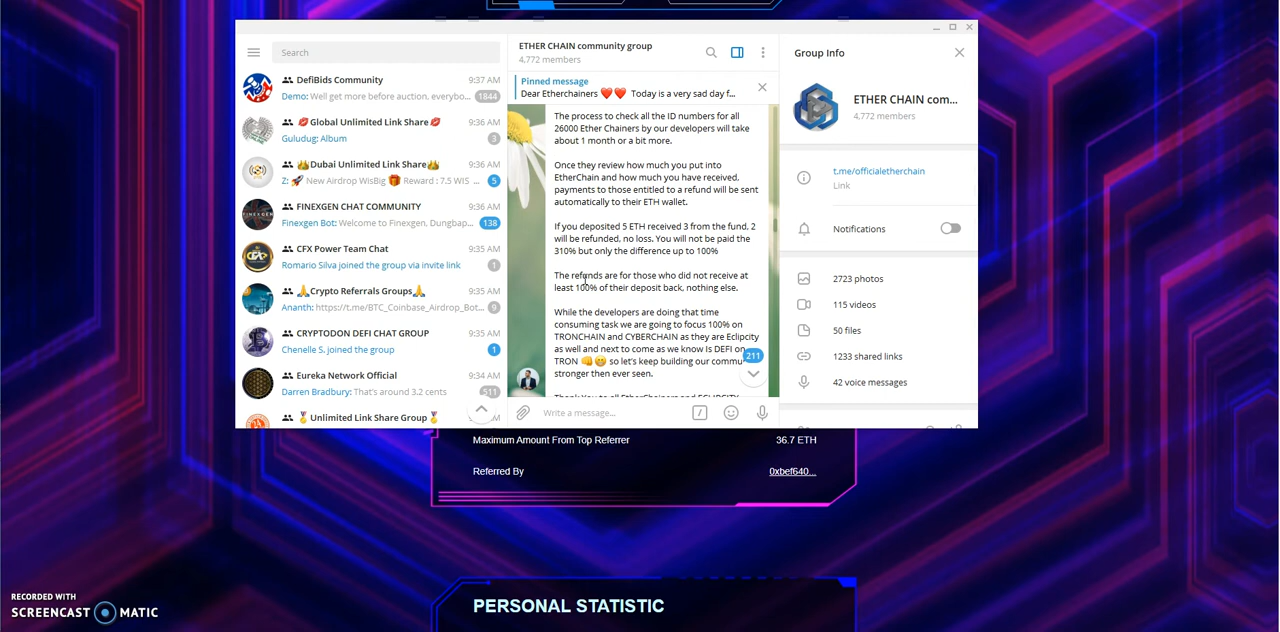 Search
DefiBids Community
9:37 AM
Demo: Well get more before auction, everybo...
1844
💋 Global Unlimited Link Share💋
9:36 AM
Guludug: Album
3
👑Dubai Unlimited Link Share👑
9:36 AM
Z: 🚀 New Airdrop WisBig 🎁 Reward : 7.5 WIS ...
5
FINEXGEN CHAT COMMUNITY
9:36 AM
Finexgen Bot: Welcome to Finexgen, Dungbap...
138
CFX Power Team Chat
9:35 AM
Romario Silva joined the group via invite link
1
🙏Crypto Referrals Groups🙏
9:35 AM
Ananth: https://t.me/BTC_Coinbase_Airdrop_Bot...
9
CRYPTODON DEFI CHAT GROUP
9:35 AM
Chenelle S. joined the group
1
Eureka Network Official
9:34 AM
Darren Bradbury: That's around 3.2 cents
511
🏅Unlimited Link Share Group🏅
ETHER CHAIN community group
4,772 members
Pinned message
Dear Etherchainers ❤️❤️ Today is a very sad day f...
The process to check all the ID numbers for all
26000 Ether Chainers by our developers will take
about 1 month or a bit more.
Once they review how much you put into
EtherChain and how much you have received,
payments to those entitled to a refund will be sent
automatically to their ETH wallet.
If you deposited 5 ETH received 3 from the fund, 2
will be refunded, no loss. You will not be paid the
310% but only the difference up to 100%
The refunds are for those who did not receive at
least 100% of their deposit back, nothing else.
While the developers are doing that time
consuming task we are going to focus 100% on
TRONCHAIN and CYBERCHAIN as they are Eclipcity
as well and next to come as we know Is DEFI on
TRON 👊😁 so let's keep building our commu
stronger then ever seen.
Thank You to all EtherChainers and ECLIPCITY
211
Write a message...
Group Info
ETHER CHAIN com...
4,772 members
t.me/officialetherchain
Link
Notifications
2723 photos
115 videos
50 files
1233 shared links
42 voice messages
Maximum Amount From Top Referrer
36.7 ETH
Referred By
0xbef640...
PERSONAL STATISTIC
RECORDED WITH
SCREENCAST MATIC